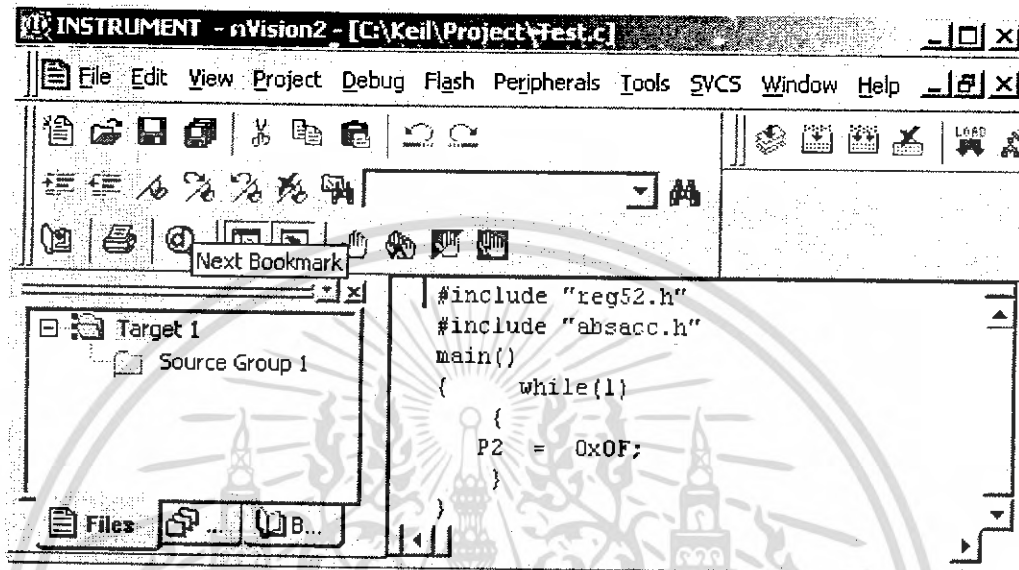 INSTRUMENT - µVision2 - [C:\Keil\Project\Test.c]
File Edit View Project Debug Flash Peripherals Tools SVCS Window Help
LOAD
Next Bookmark
Target 1
Source Group 1
Files ... B...
#include "reg52.h"
#include "absacc.h"
main()
{ while(1)
{
P2 = 0x0F;
}
}